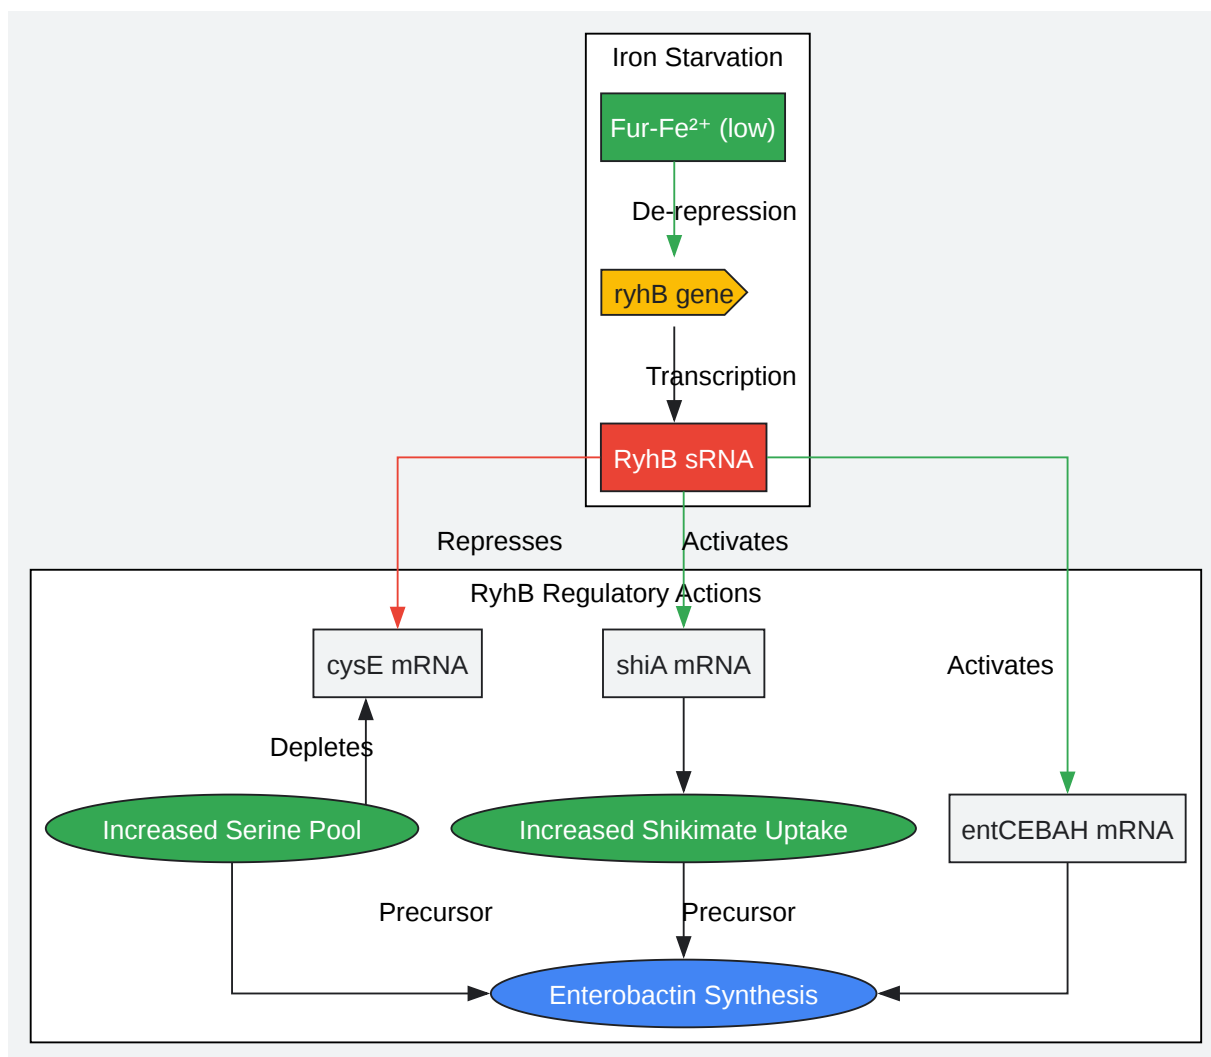 Iron Starvation
Fur-Fe²⁺ (low)
De-repression
ryhB gene
Transcription
RyhB sRNA
Represses
Activates
RyhB Regulatory Actions
cysE mRNA
shiA mRNA
Activates
Depletes
Increased Serine Pool
Increased Shikimate Uptake
entCEBAH mRNA
Precursor
Precursor
Enterobactin Synthesis